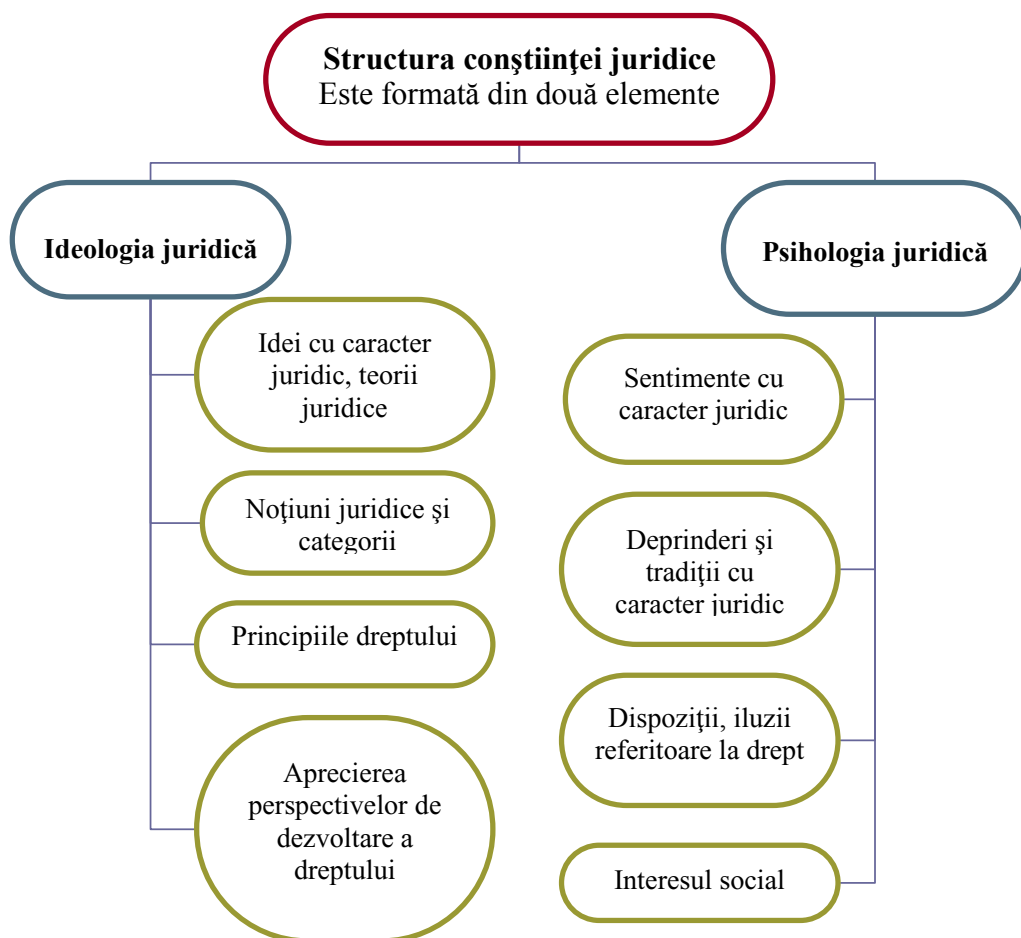 Structura conştiinţei juridice
Este formată din două elemente
Ideologia juridică
Idei cu caracter
juridic, teorii
juridice
Noţiuni juridice şi
categorii
Principiile dreptului
Aprecierea
perspectivelor de
dezvoltare a
dreptului
Psihologia juridică
Sentimente cu
caracter juridic
Deprinderi şi
tradiţii cu
caracter juridic
Dispoziţii, iluzii
referitoare la drept
Interesul social